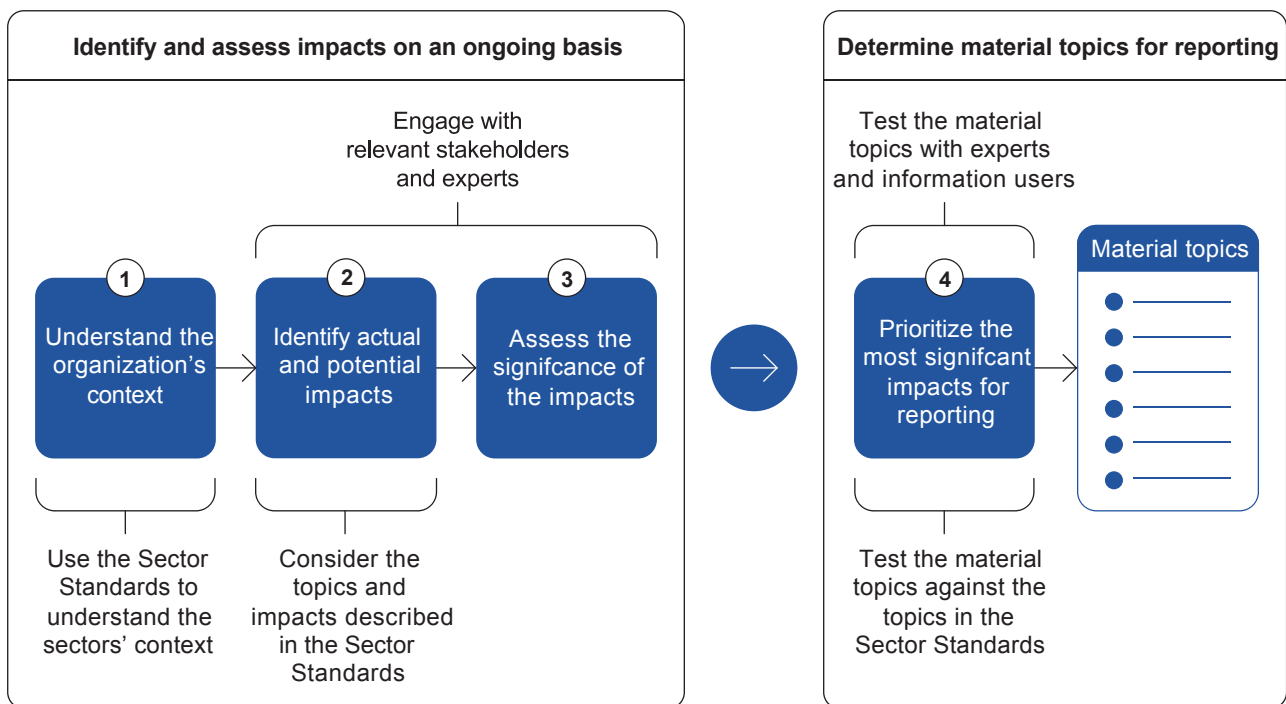 Identify and assess impacts on an ongoing basis
Engage with
relevant stakeholders
and experts
1
Understand the
organization's
context
2
Identify actual
and potential
impacts
3
Assess the
signifcance of
the impacts
Use the Sector
Standards to
understand the
sectors' context
Consider the
topics and
impacts described
in the Sector
Standards
Determine material topics for reporting
Test the material
topics with experts
and information users
4
Prioritize the
most signifcant
impacts for
reporting
Material topics
Test the material
topics against the
topics in the
Sector Standards